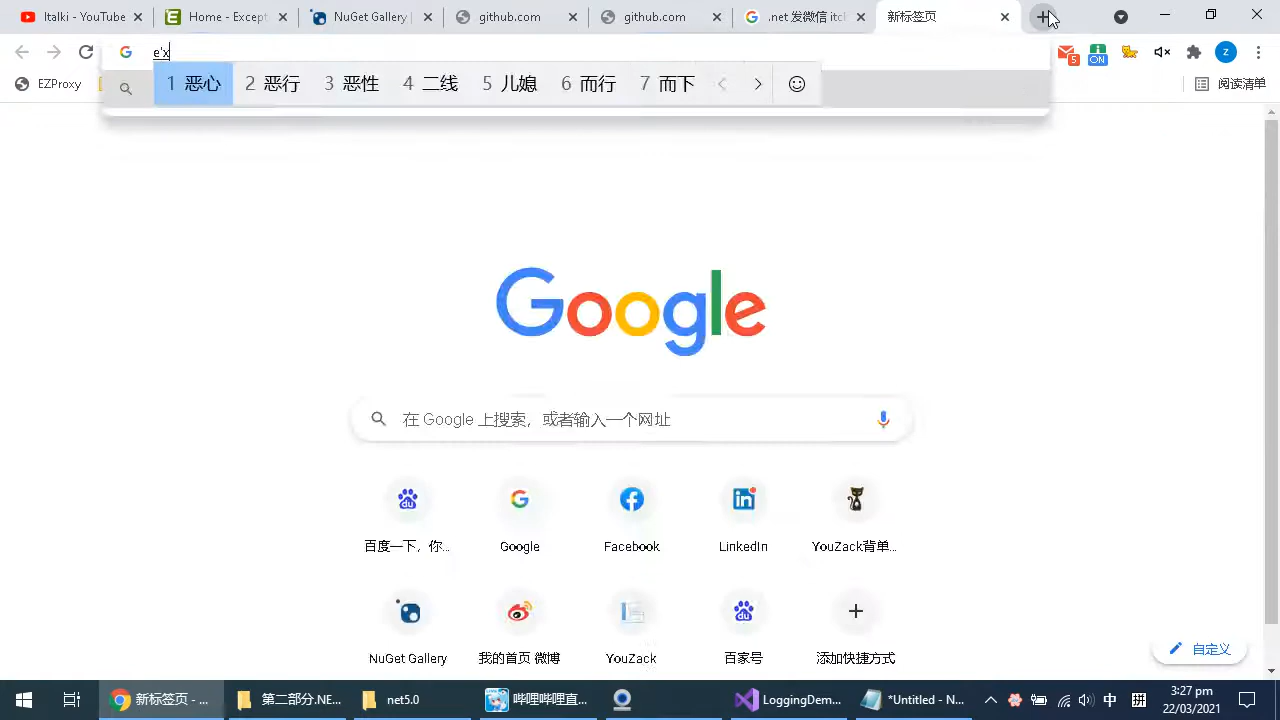 Italki - YouTube
Home - Except
NuGet Gallery
github.com
github.com
.net 发微信 itch
新标签页
e'x
1 恶心 2 恶行 3 恶性 4 二线 5 儿媳 6 而行 7 而下
EZProxy
5
ON
z
阅读清单
Google
在 Google 上搜索，或者输入一个网址
百度一下，你...
Google
Facebook
LinkedIn
YouZack背单...
NuGet Gallery
我的首页 微博
YouZack
百家号
添加快捷方式
自定义
新标签页 - ...
第二部分.NE...
net5.0
哔哩哔哩直...
LoggingDem...
*Untitled - N...
中
拼
3:27 pm
22/03/2021